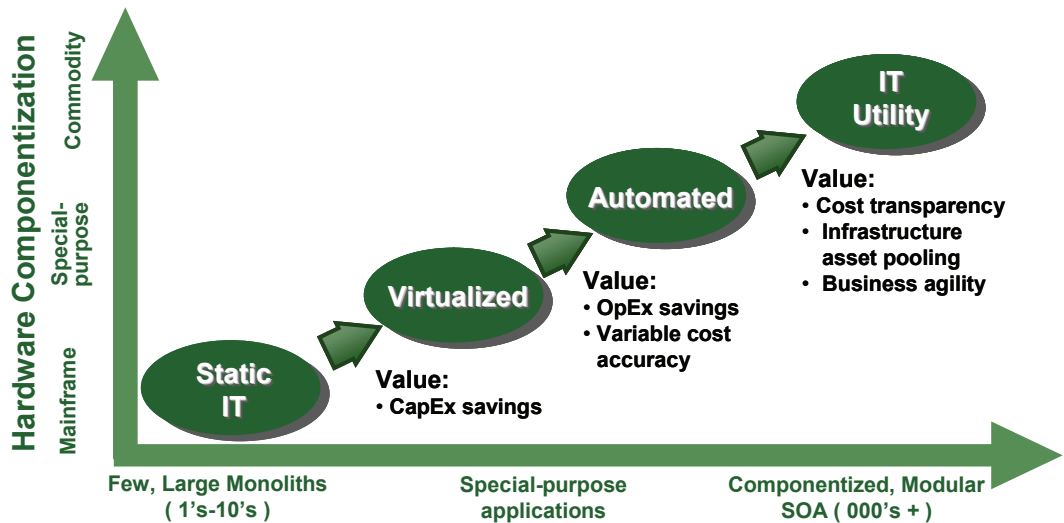 Hardware Componentization
Commodity
Special-
purpose
Mainframe
IT
Utility
Automated
Virtualized
Static
IT
Value:
• Cost transparency
• Infrastructure
asset pooling
• Business agility
Value:
• OpEx savings
• Variable cost
accuracy
Value:
• CapEx savings
Few, Large Monoliths
( 1's-10's )
Special-purpose
applications
Componentized, Modular
SOA ( 000's + )